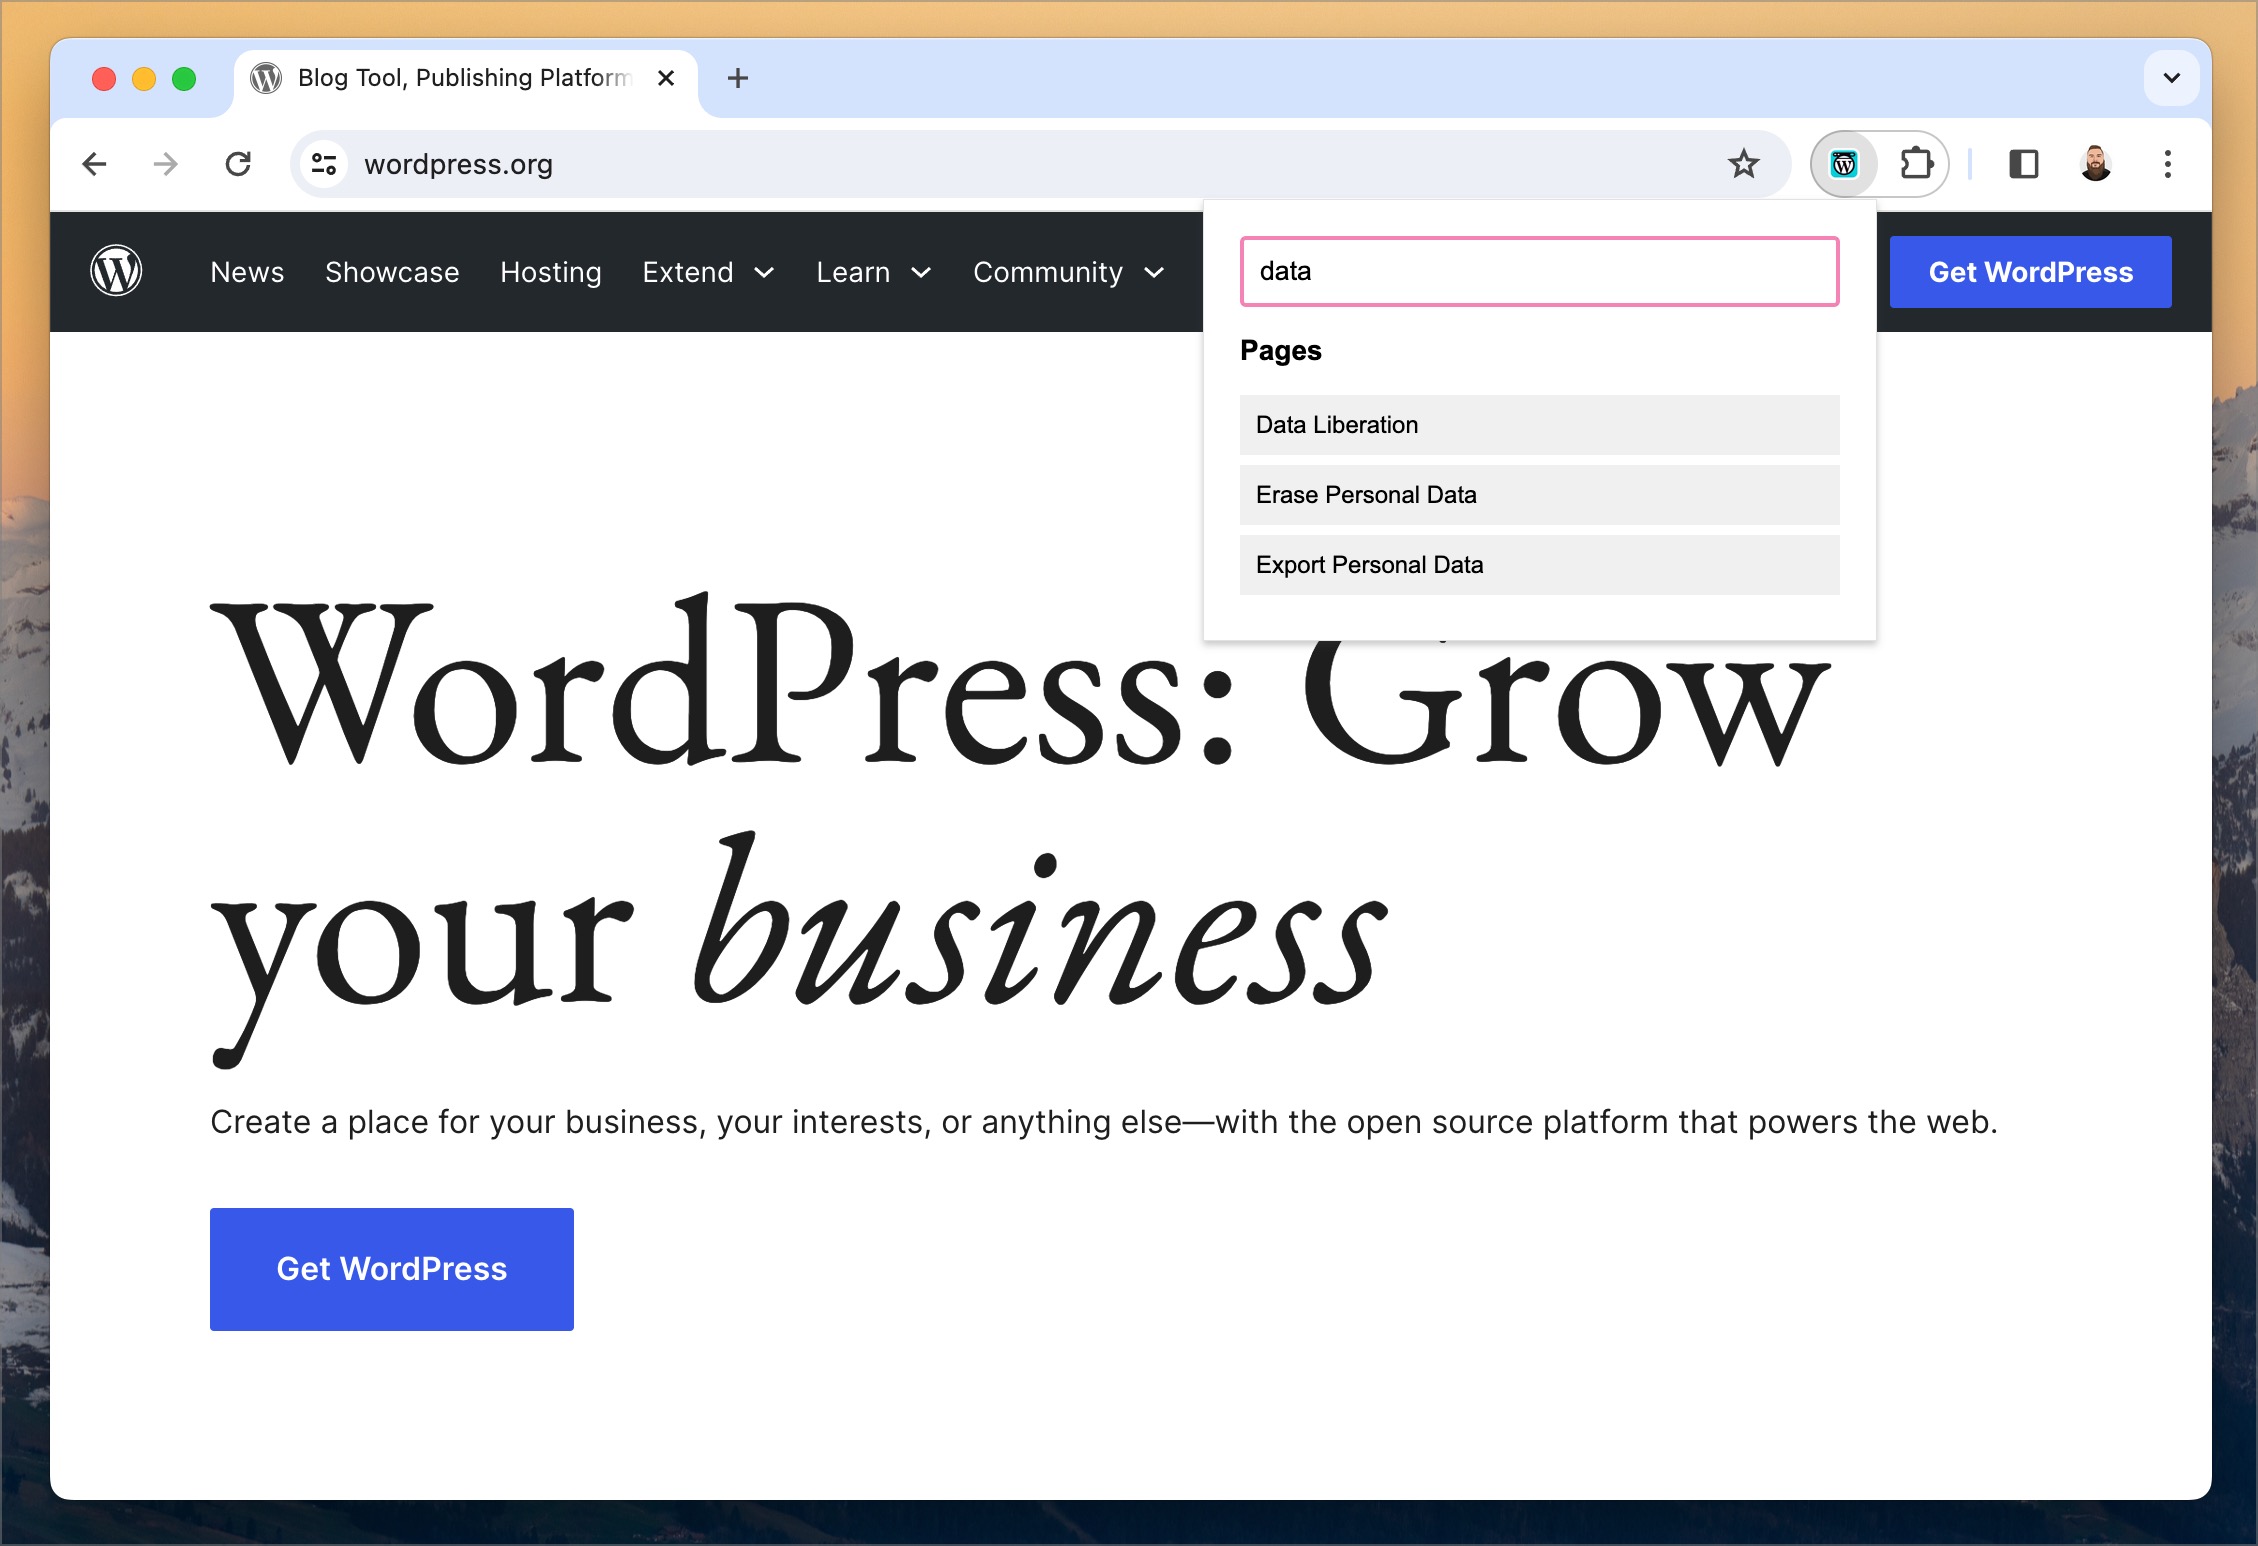 Blog Tool, Publishing Platform
wordpress.org
News Showcase Hosting Extend Learn Community
Get WordPress
data
Pages
Data Liberation
Erase Personal Data
Export Personal Data
WordPress: Grow
your business
Create a place for your business, your interests, or anything else—with the open source platform that powers the web.
Get WordPress